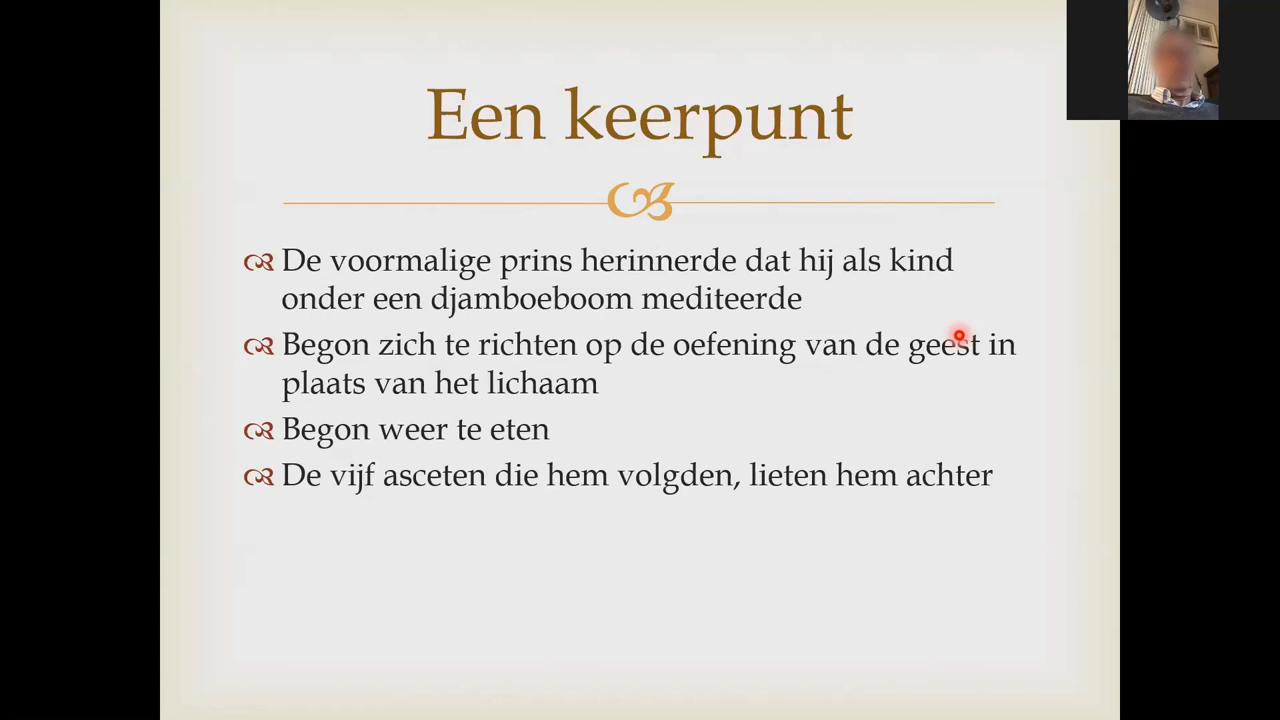 Een keerpunt
De voormalige prins herinnerde dat hij als kind
onder een djamboeboom mediteerde
Begon zich te richten op de oefening van de geest in
plaats van het lichaam
Begon weer te eten
De vijf asceten die hem volgden, lieten hem achter